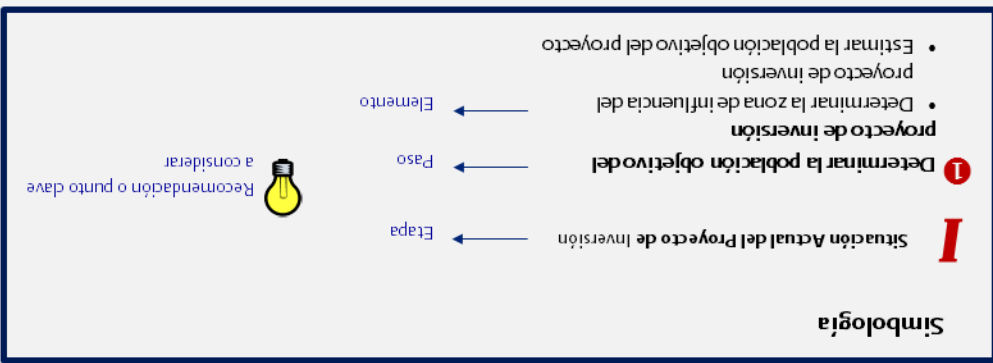 Simbología
I Situación Actual del Proyecto de Inversión
Etapa
1 Determinar la población objetivo del
proyecto de inversión
Paso
• Determinar la zona de influencia del
proyecto de inversión
Elemento
• Estimar la población objetivo del proyecto
Recomendación o punto clave
a considerar